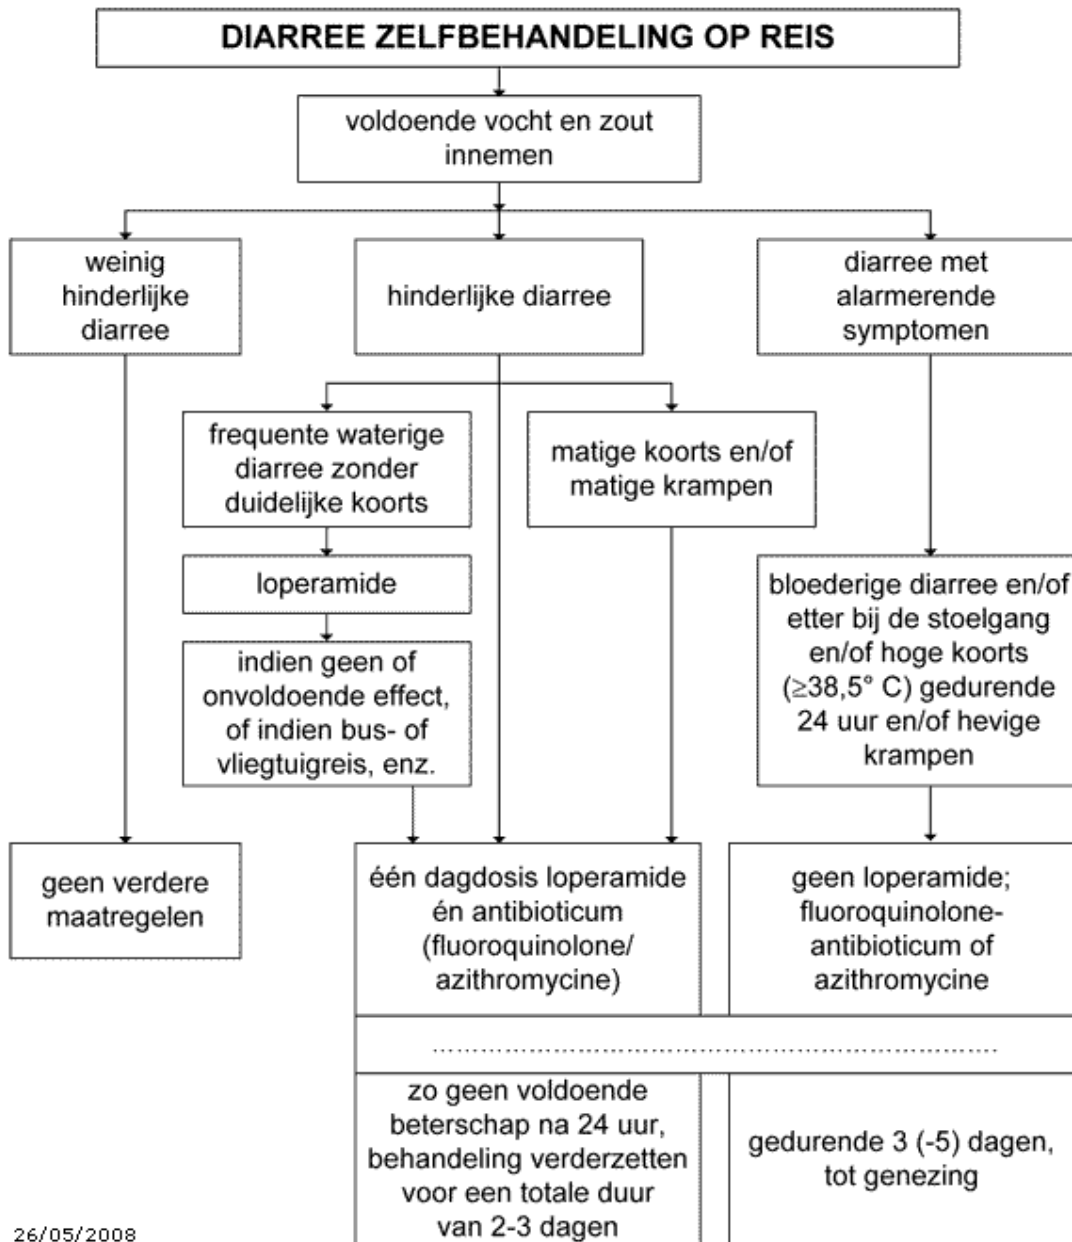 DIARREE ZELFBEHANDELING OP REIS
voldoende vocht en zout
innemen
weinig
hinderlijke
diarree
hinderlijke diarree
diarree met
alarmerende
symptomen
frequente waterige
diarree zonder
duidelijke koorts
matige koorts en/of
matige krampen
loperamide
indien geen of
onvoldoende effect,
of indien bus- of
vliegtuigreis, enz.
bloederige diarree en/of
etter bij de stoelgang
en/of hoge koorts
(≥38,5° C) gedurende
24 uur en/of hevige
krampen
geen verdere
maatregelen
één dagdosis loperamide
én antibioticum
(fluoroquinolone/
azithromycine)
geen loperamide;
fluoroquinolone-
antibioticum of
azithromycine
zo geen voldoende
beterschap na 24 uur,
behandeling verderzetten
voor een totale duur
van 2-3 dagen
gedurende 3 (-5) dagen,
tot genezing
26/05/2008